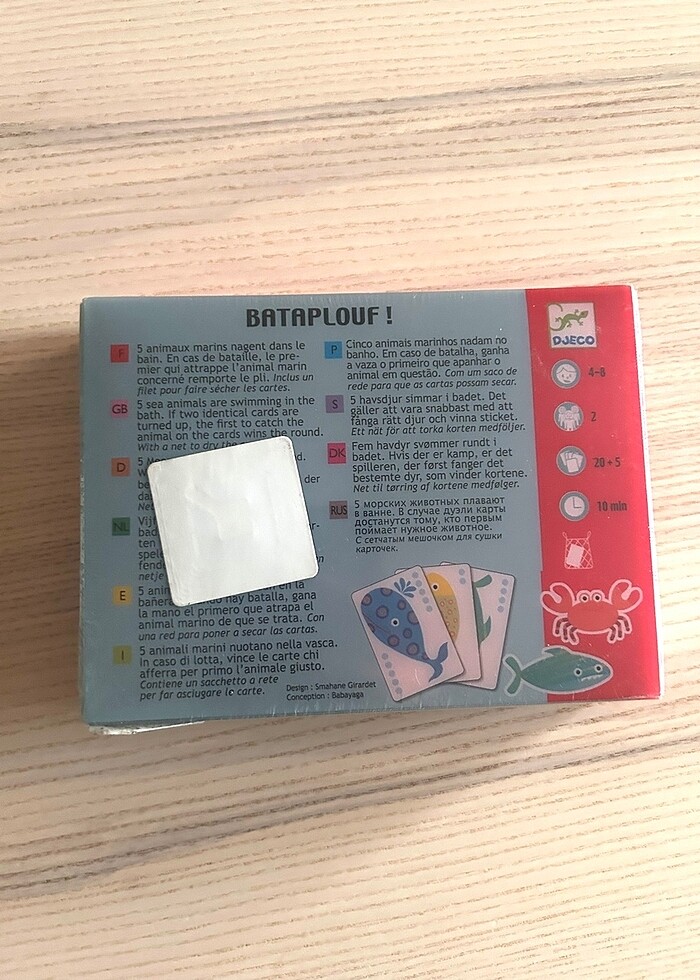 BATAPLOUF !
F
5 animaux marins nagent dans le
bain. En cas de bataille, le pre-
mier qui attrappe l'animal marin
concerné remporte le pli. Inclus un
filet pour faire sécher les cartes.
GB
5 sea animals are swimming in the
bath. If two identical cards are
turned up, the first to catch the
animal on the cards wins the round.
With a net to dry the
D
5
der
NL
Vijf
bad
ten
spele
fendi
netje
E
5 ani
bañera. hay batalla, gana
la mano el primero que atrapa el
animal marino de que se trata. Con
una red para poner a secar las cartas.
I
5 animali marini nuotano nella vasca.
In caso di lotta, vince le carte chi
afferra per primo l'animale giusto.
Contiene un sacchetto a rete
per far asciugare le carte.
P
Cinco animais marinhos nadam no
banho. Em caso de batalha, ganha
a vaza o primeiro que apanhar o
animal em questão. Com um saco de
rede para que as cartas possam secar.
S
5 havsdjur simmar i badet. Det
gäller att vara snabbast med att
fånga rätt djur och vinna sticket.
Ett nät för att torka korten medföljer.
DK
Fem havdyr svømmer rundt i
badet. Hvis der er kamp, er det
spilleren, der først fanger det
bestemte dyr, som vinder kortene.
Net til tørring af kortene medfølger.
RUS
5 морских животных плавают
в ванне. В случае дуэли карты
достанутся тому, кто первым
поймает нужное животное.
С сетчатым мешочком для сушки
карточек.
Design : Smahane Girardet
Conception : Babayaga
DJECO
4-8
2
20 + 5
10 min